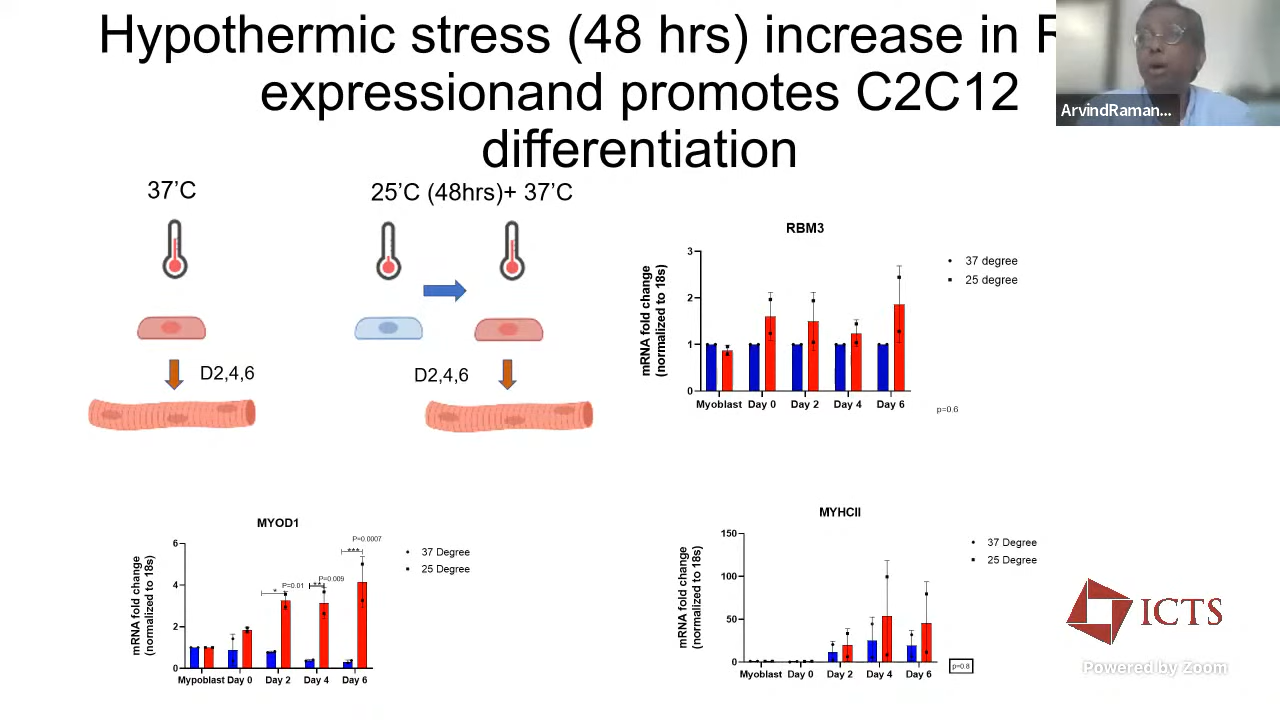 Hypothermic stress (48 hrs) increase in
expressionand promotes C2C12
differentiation
ArvindRaman...
37'C
25'C (48hrs)+ 37'C
D2,4,6
D2,4,6
RBM3
mRNA fold change
(normalized to 18s)
3
2
1
0
Myoblast Day 0 Day 2 Day 4 Day 6
37 degree
25 degree
p=0.6
MYOD1
mRNA fold change
(normalized to 18s)
6
4
2
0
* P=0.01
** P=0.009
*** P=0.0007
Mypoblast Day 0 Day 2 Day 4 Day 6
37 Degree
25 Degree
MYHCII
mRNA fold change
(normalized to 18s)
150
100
50
0
Myoblast Day 0 Day 2 Day 4 Day 6
37 Degree
25 Degree
p=0.8
ICTS
Powered by Zoom